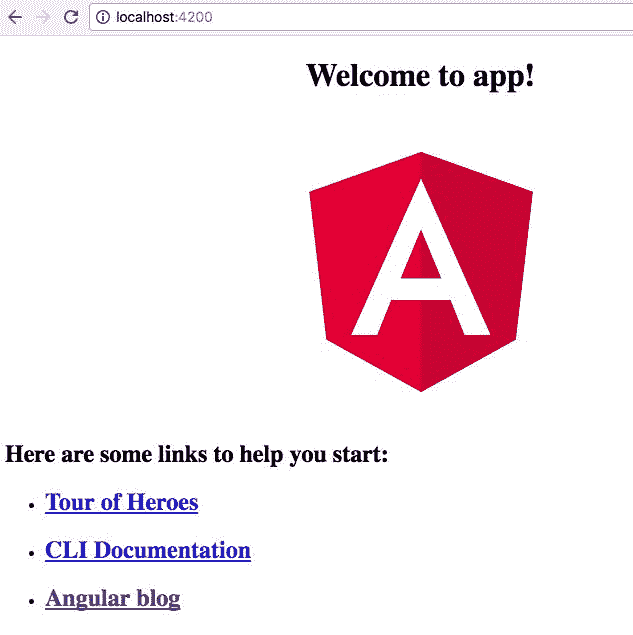 localhost:4200
Welcome to app!
A
Here are some links to help you start:
Tour of Heroes
CLI Documentation
Angular blog